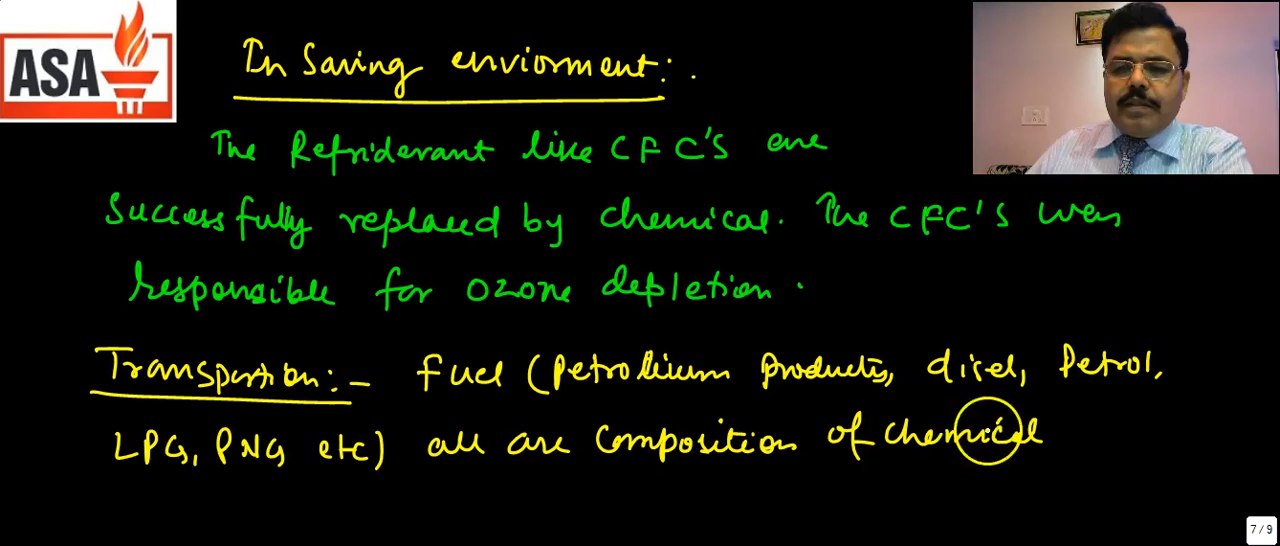 ASA
In Saving enviorment:.
The Refriderant like CFC's are
Successfully replaced by chemical. The CFC's were
responsible for ozone depletion.
Transpartion:- Fuel (Petrolium products, disel, Petrol,
LPG, PNG etc) all are composition of chemical
7/9